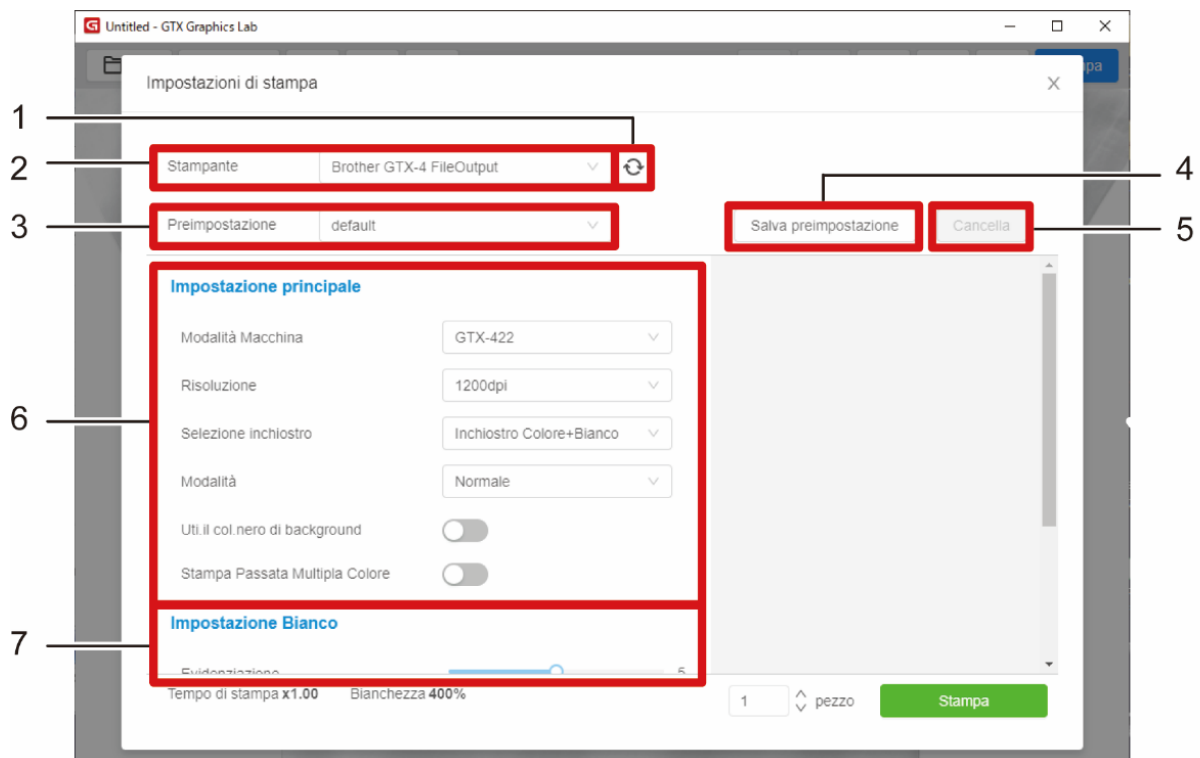 Untitled - GTX Graphics Lab
pa
Impostazioni di stampa
1
2
Stampante
Brother GTX-4 FileOutput
4
3
Preimpostazione
default
Salva preimpostazione
Cancella
5
Impostazione principale
Modalità Macchina
GTX-422
Risoluzione
1200dpi
6
Selezione inchiostro
Inchiostro Colore+Bianco
Modalità
Normale
Uti.il col.nero di background
Stampa Passata Multipla Colore
Impostazione Bianco
7
Evidenziazione
5
Tempo di stampa x1.00
Bianchezza 400%
1
pezzo
Stampa